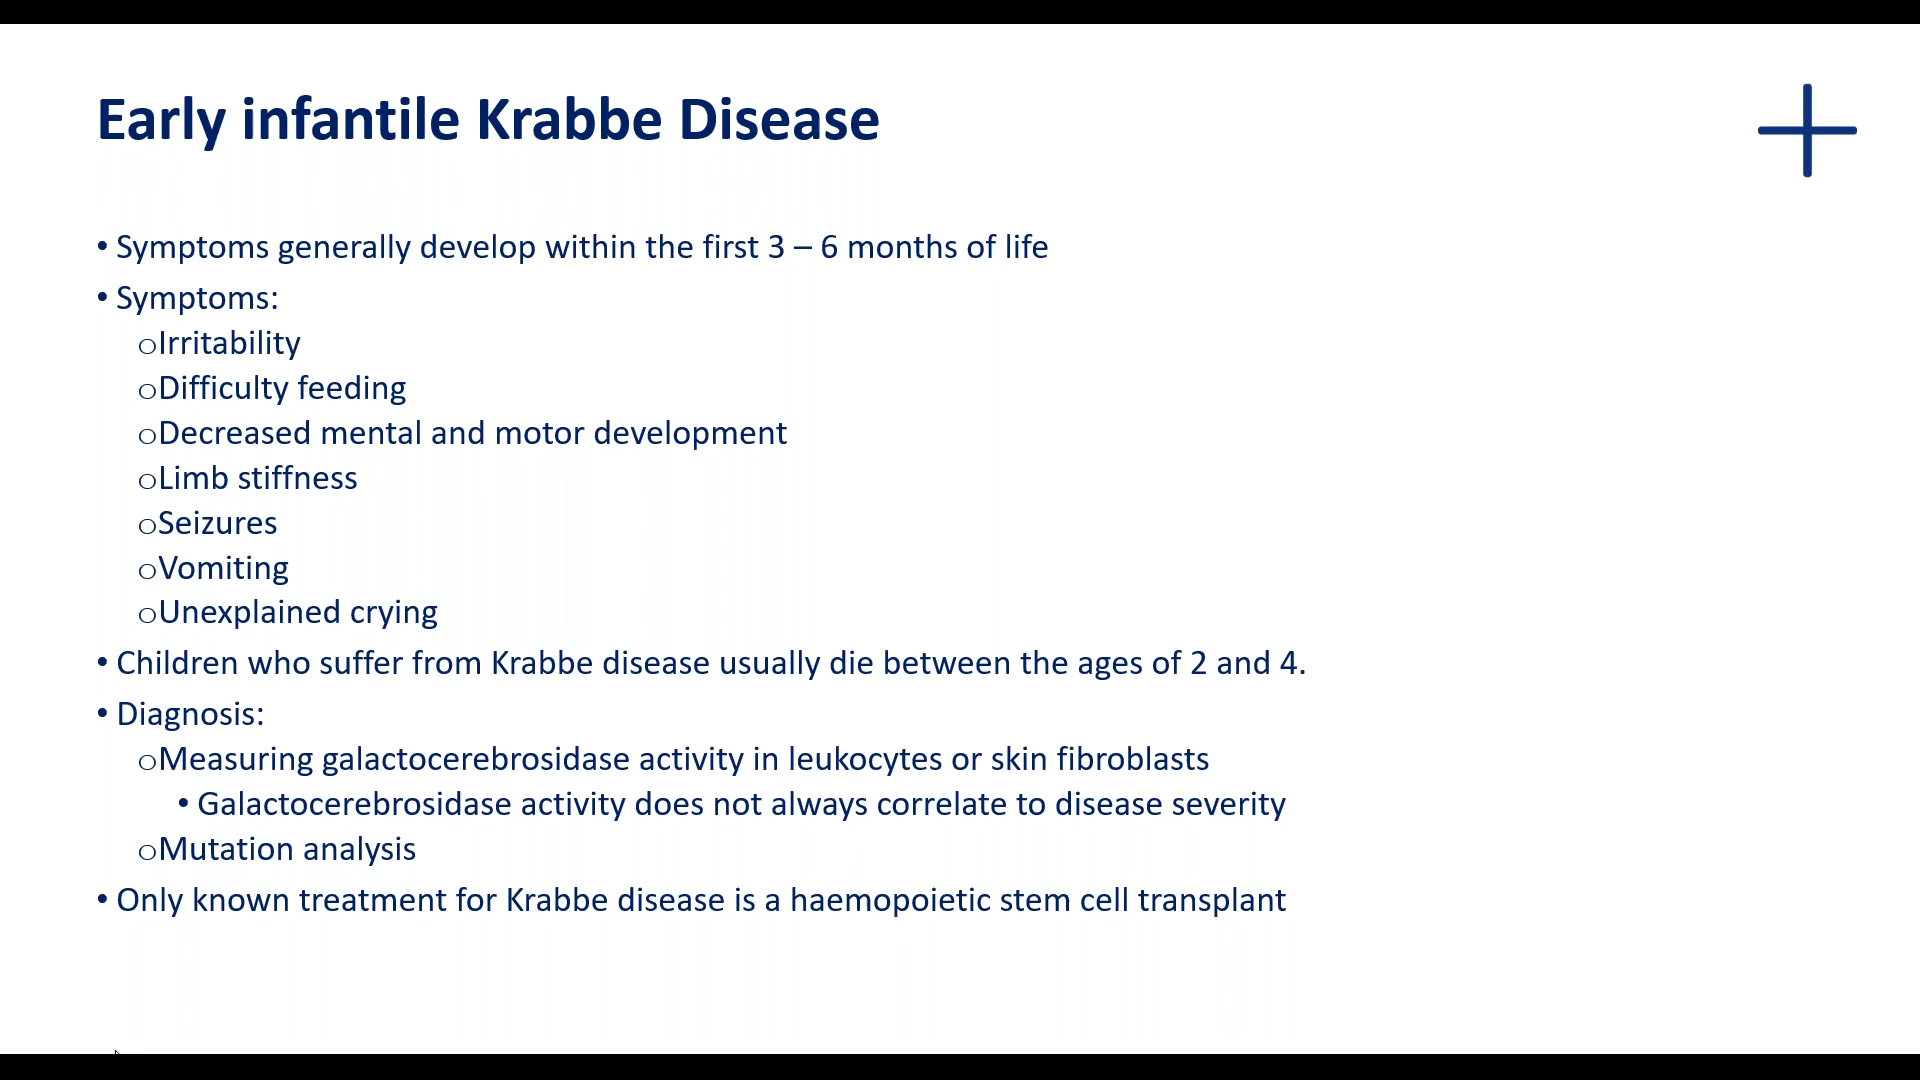 Early infantile Krabbe Disease
• Symptoms generally develop within the first 3 – 6 months of life
• Symptoms:
oIrritability
oDifficulty feeding
oDecreased mental and motor development
oLimb stiffness
oSeizures
oVomiting
oUnexplained crying
• Children who suffer from Krabbe disease usually die between the ages of 2 and 4.
• Diagnosis:
oMeasuring galactocerebrosidase activity in leukocytes or skin fibroblasts
• Galactocerebrosidase activity does not always correlate to disease severity
oMutation analysis
• Only known treatment for Krabbe disease is a haemopoietic stem cell transplant